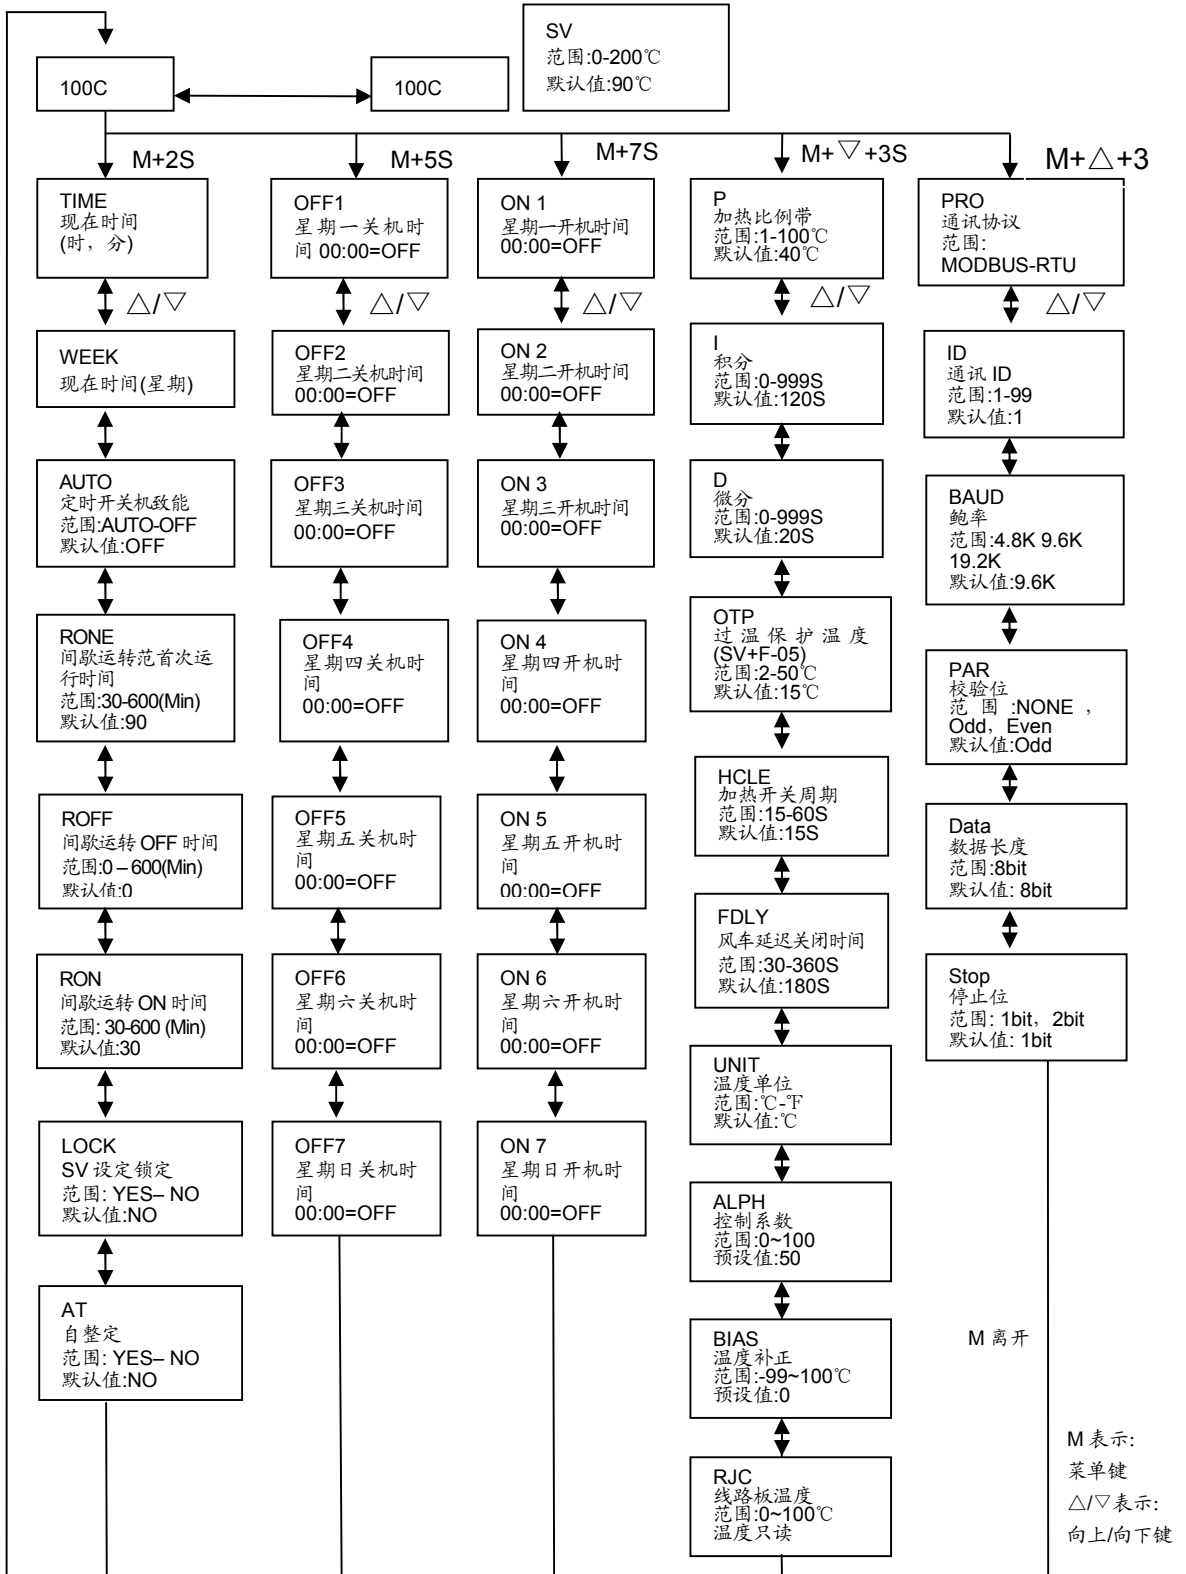 SV
范围:0-200℃
默认值:90℃
100C
100C
M+2S
M+5S
M+7S
M+▽+3S
M+△+3
TIME
现在时间
(时，分)
△/▽
WEEK
现在时间(星期)
AUTO
定时开关机致能
范围:AUTO-OFF
默认值:OFF
RONE
间歇运转范首次运
行时间
范围:30-600(Min)
默认值:90
ROFF
间歇运转 OFF 时间
范围:0 – 600(Min)
默认值:0
RON
间歇运转 ON 时间
范围: 30-600 (Min)
默认值:30
LOCK
SV 设定锁定
范围: YES– NO
默认值:NO
AT
自整定
范围: YES– NO
默认值:NO
OFF1
星期一关机时
间 00:00=OFF
△/▽
OFF2
星期二关机时间
00:00=OFF
OFF3
星期三关机时间
00:00=OFF
OFF4
星期四关机时
间
00:00=OFF
OFF5
星期五关机时
间
00:00=OFF
OFF6
星期六关机时
间
00:00=OFF
OFF7
星期日关机时
间
00:00=OFF
ON 1
星期一开机时间
00:00=OFF
△/▽
ON 2
星期二开机时间
00:00=OFF
ON 3
星期三开机时间
00:00=OFF
ON 4
星期四开机时
间
00:00=OFF
ON 5
星期五开机时
间
00:00=OFF
ON 6
星期六开机时
间
00:00=OFF
ON 7
星期日开机时
间
00:00=OFF
P
加热比例带
范围:1-100℃
默认值:40℃
△/▽
I
积分
范围:0-999S
默认值:120S
D
微分
范围:0-999S
默认值:20S
OTP
过温保护温度
(SV+F-05)
范围:2-50℃
默认值:15℃
HCLE
加热开关周期
范围:15-60S
默认值:15S
FDLY
风车延迟关闭时间
范围:30-360S
默认值:180S
UNIT
温度单位
范围:℃-℉
默认值:℃
ALPH
控制系数
范围:0~100
预设值:50
BIAS
温度补正
范围:-99~100℃
预设值:0
RJC
线路板温度
范围:0~100℃
温度只读
PRO
通讯协议
范围:
MODBUS-RTU
△/▽
ID
通讯 ID
范围:1-99
默认值:1
BAUD
鲍率
范围:4.8K 9.6K
19.2K
默认值:9.6K
PAR
校验位
范 围 :NONE ，
Odd，Even
默认值:Odd
Data
数据长度
范围:8bit
默认值: 8bit
Stop
停止位
范围: 1bit，2bit
默认值: 1bit
M 离开
M 表示:
菜单键
△/▽表示:
向上/向下键